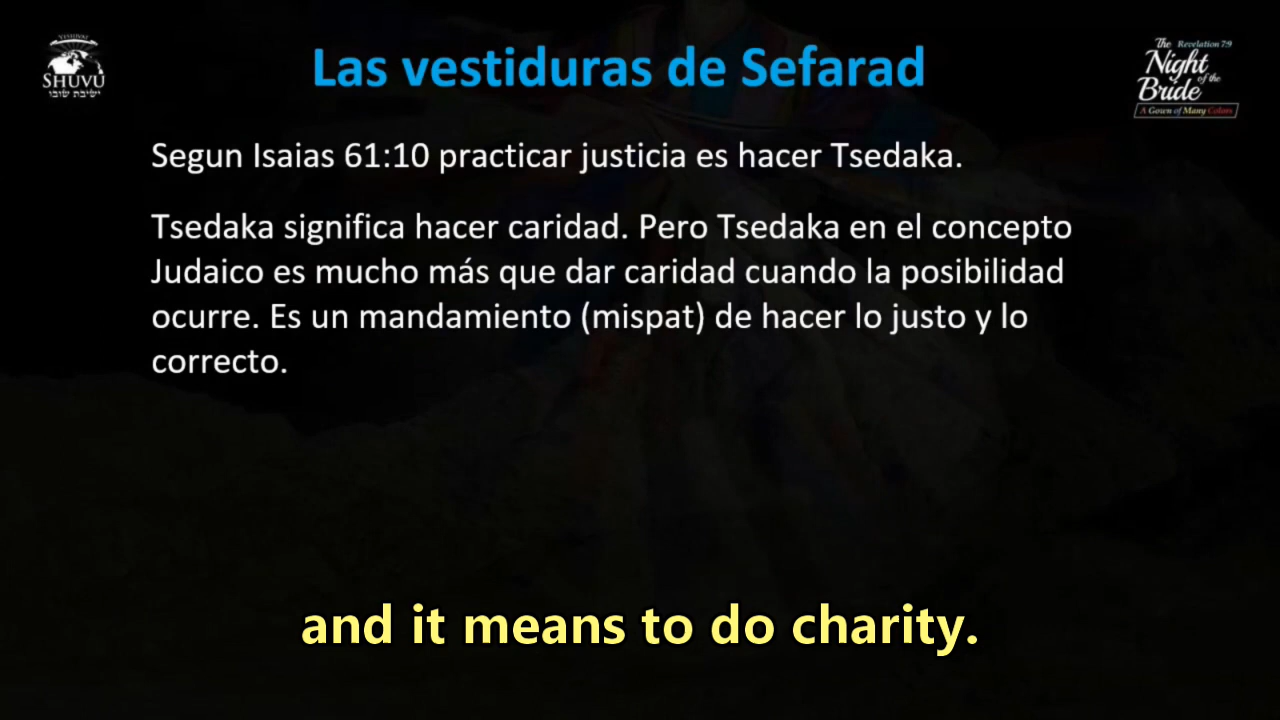 YESHIVAT
SHUVU
ישיבת שובו
Las vestiduras de Sefarad
The Revelation 7:9
Night
of the
Bride
A Gown of Many Colors
Segun Isaias 61:10 practicar justicia es hacer Tsedaka.
Tsedaka significa hacer caridad. Pero Tsedaka en el concepto
Judaico es mucho más que dar caridad cuando la posibilidad
ocurre. Es un mandamiento (mispat) de hacer lo justo y lo
correcto.
and it means to do charity.